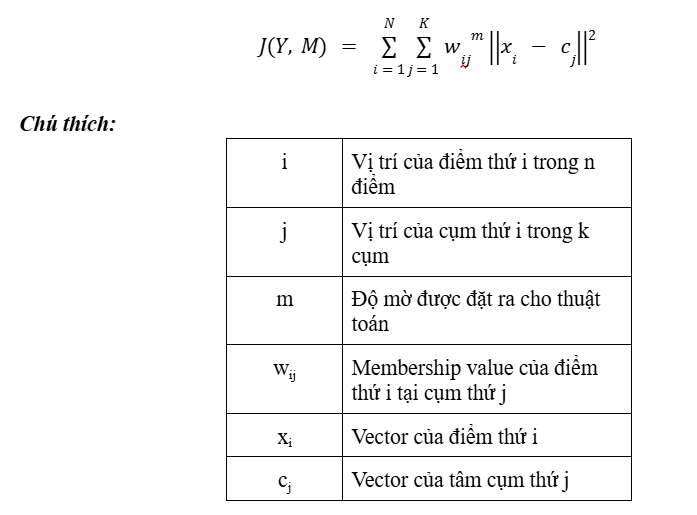 J(Y, M) = \sum_{i=1}^{N} \sum_{j=1}^{K} w_{ij}^{m} ||x_i - c_j||^2
Chú thích:
i Vị trí của điểm thứ i trong n
điểm
j Vị trí của cụm thứ i trong k
cụm
m Độ mờ được đặt ra cho thuật
toán
w_{ij} Membership value của điểm
thứ i tại cụm thứ j
x_i Vector của điểm thứ i
c_j Vector của tâm cụm thứ j